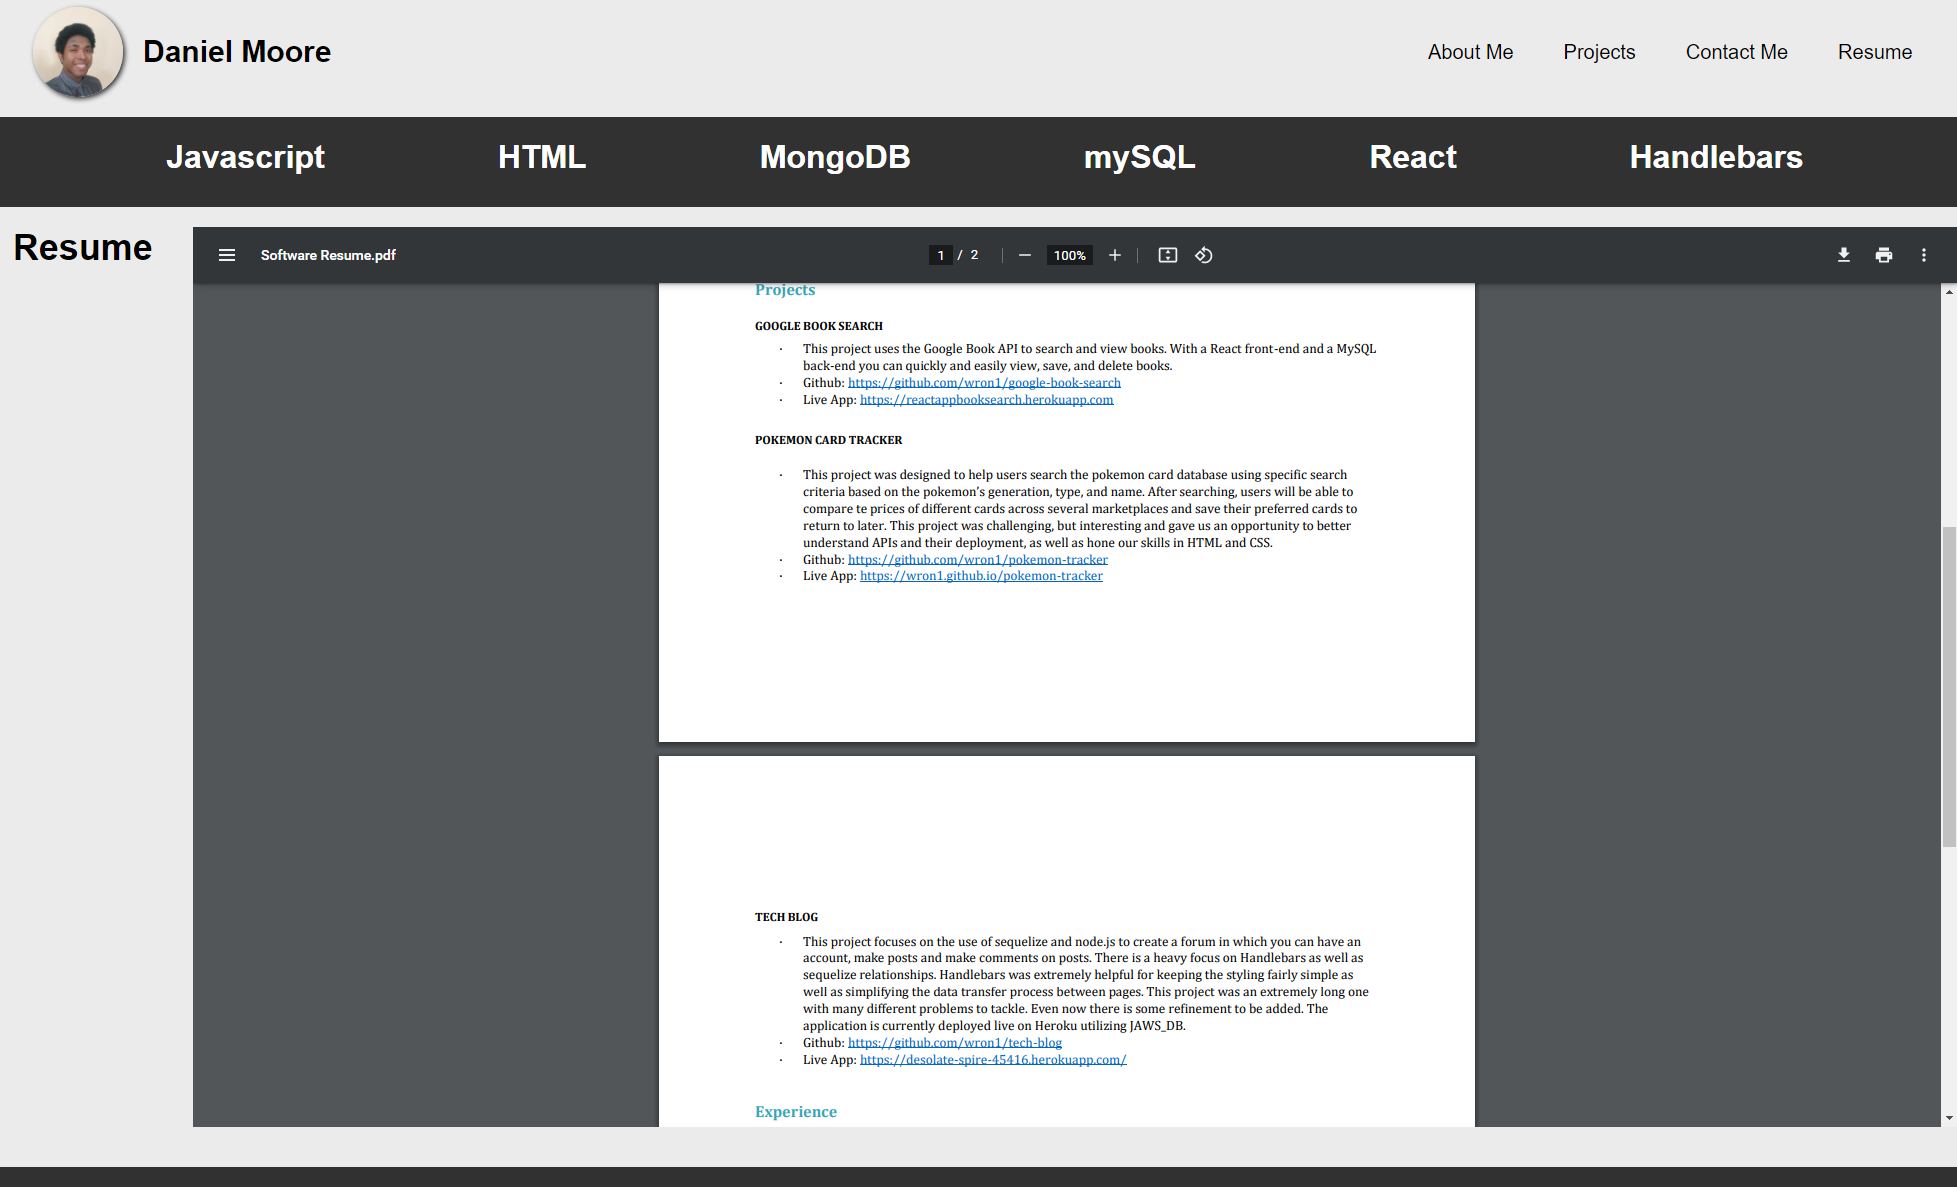 Daniel Moore
About Me
Projects
Contact Me
Resume
Javascript
HTML
MongoDB
mySQL
React
Handlebars
Resume
Software Resume.pdf
1 / 2
100%
Projects
GOOGLE BOOK SEARCH
· This project uses the Google Book API to search and view books. With a React front-end and a MySQL
back-end you can quickly and easily view, save, and delete books.
· Github: https://github.com/wron1/google-book-search
· Live App: https://reactappbooksearch.herokuapp.com
POKEMON CARD TRACKER
· This project was designed to help users search the pokemon card database using specific search
criteria based on the pokemon’s generation, type, and name. After searching, users will be able to
compare te prices of different cards across several marketplaces and save their preferred cards to
return to later. This project was challenging, but interesting and gave us an opportunity to better
understand APIs and their deployment, as well as hone our skills in HTML and CSS.
· Github: https://github.com/wron1/pokemon-tracker
· Live App: https://wron1.github.io/pokemon-tracker
TECH BLOG
· This project focuses on the use of sequelize and node.js to create a forum in which you can have an
account, make posts and make comments on posts. There is a heavy focus on Handlebars as well as
sequelize relationships. Handlebars was extremely helpful for keeping the styling fairly simple as
well as simplifying the data transfer process between pages. This project was an extremely long one
with many different problems to tackle. Even now there is some refinement to be added. The
application is currently deployed live on Heroku utilizing JAWS_DB.
· Github: https://github.com/wron1/tech-blog
· Live App: https://desolate-spire-45416.herokuapp.com/
Experience